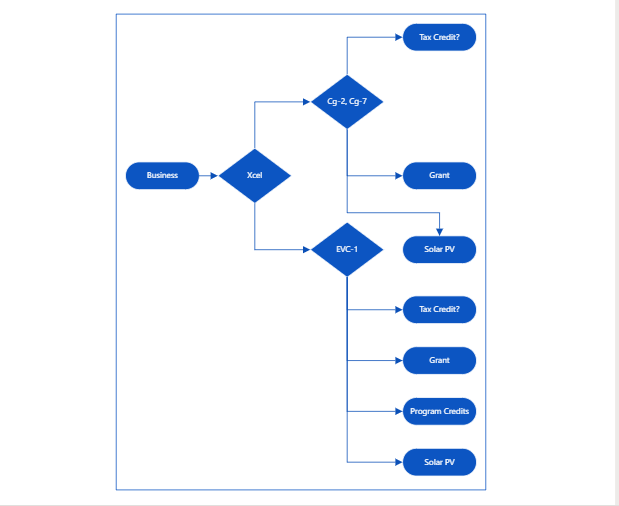 Tax Credit?
Cg-2, Cg-7
Business
Xcel
Grant
EVC-1
Solar PV
Tax Credit?
Grant
Program Credits
Solar PV